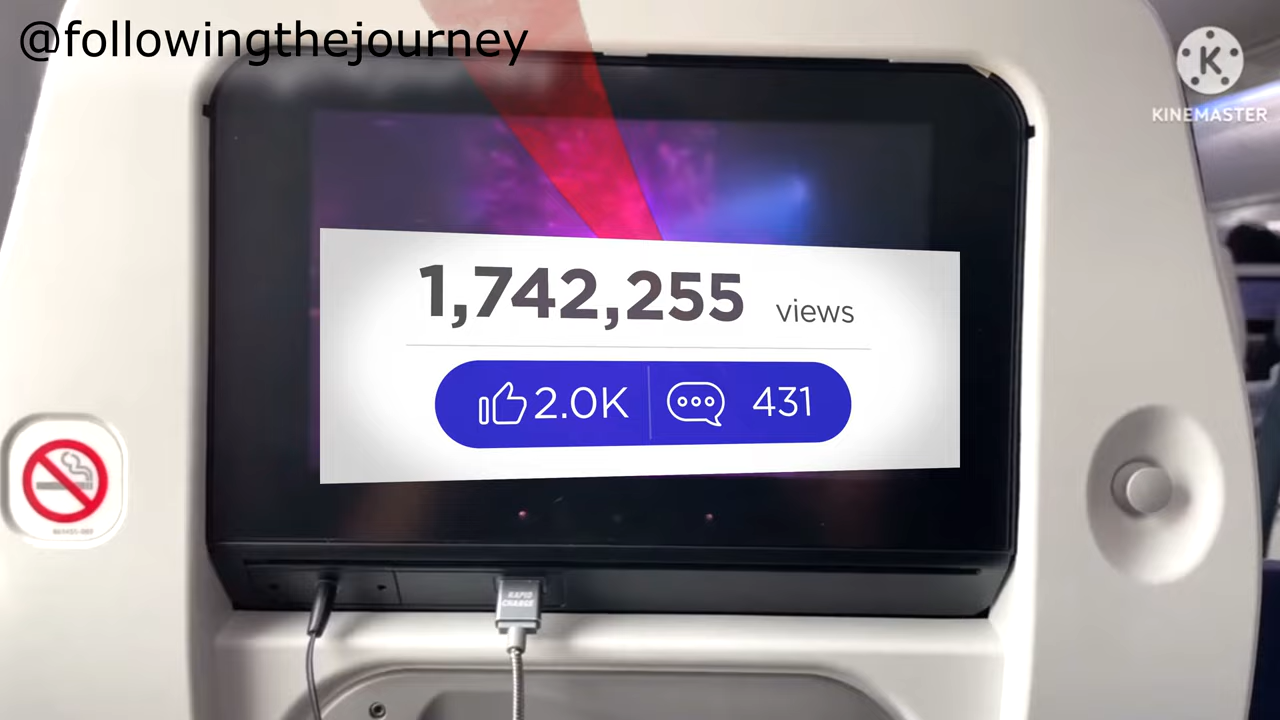 @followingthejourney
K
KINEMASTER
1,742,255 views
2.0K 431
RAPID
CHARGE